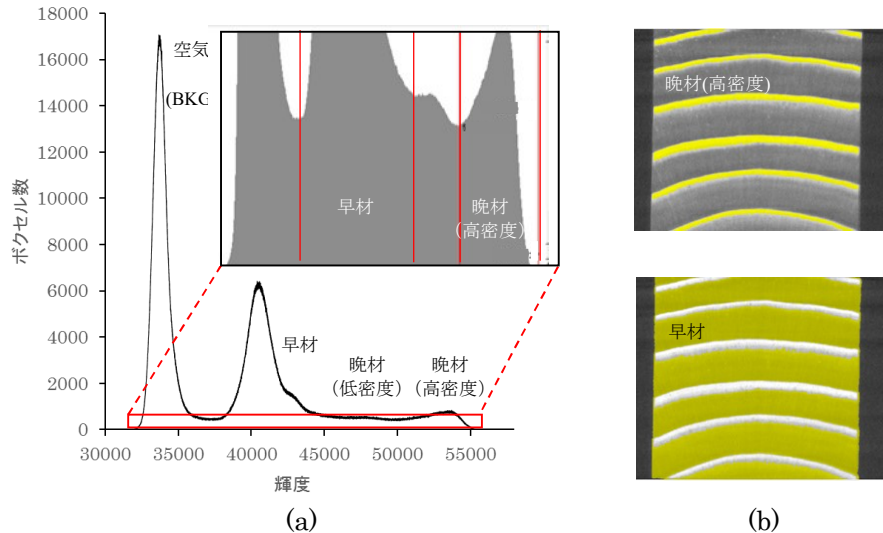 18000
16000
14000
12000
10000
8000
6000
4000
2000
0
ボクセル数
30000
35000
40000
45000
50000
55000
輝度
空気
(BKG
早材
晩材
(高密度)
早材
晩材
(低密度)
晩材
(高密度)
(a)
晩材(高密度)
早材
(b)